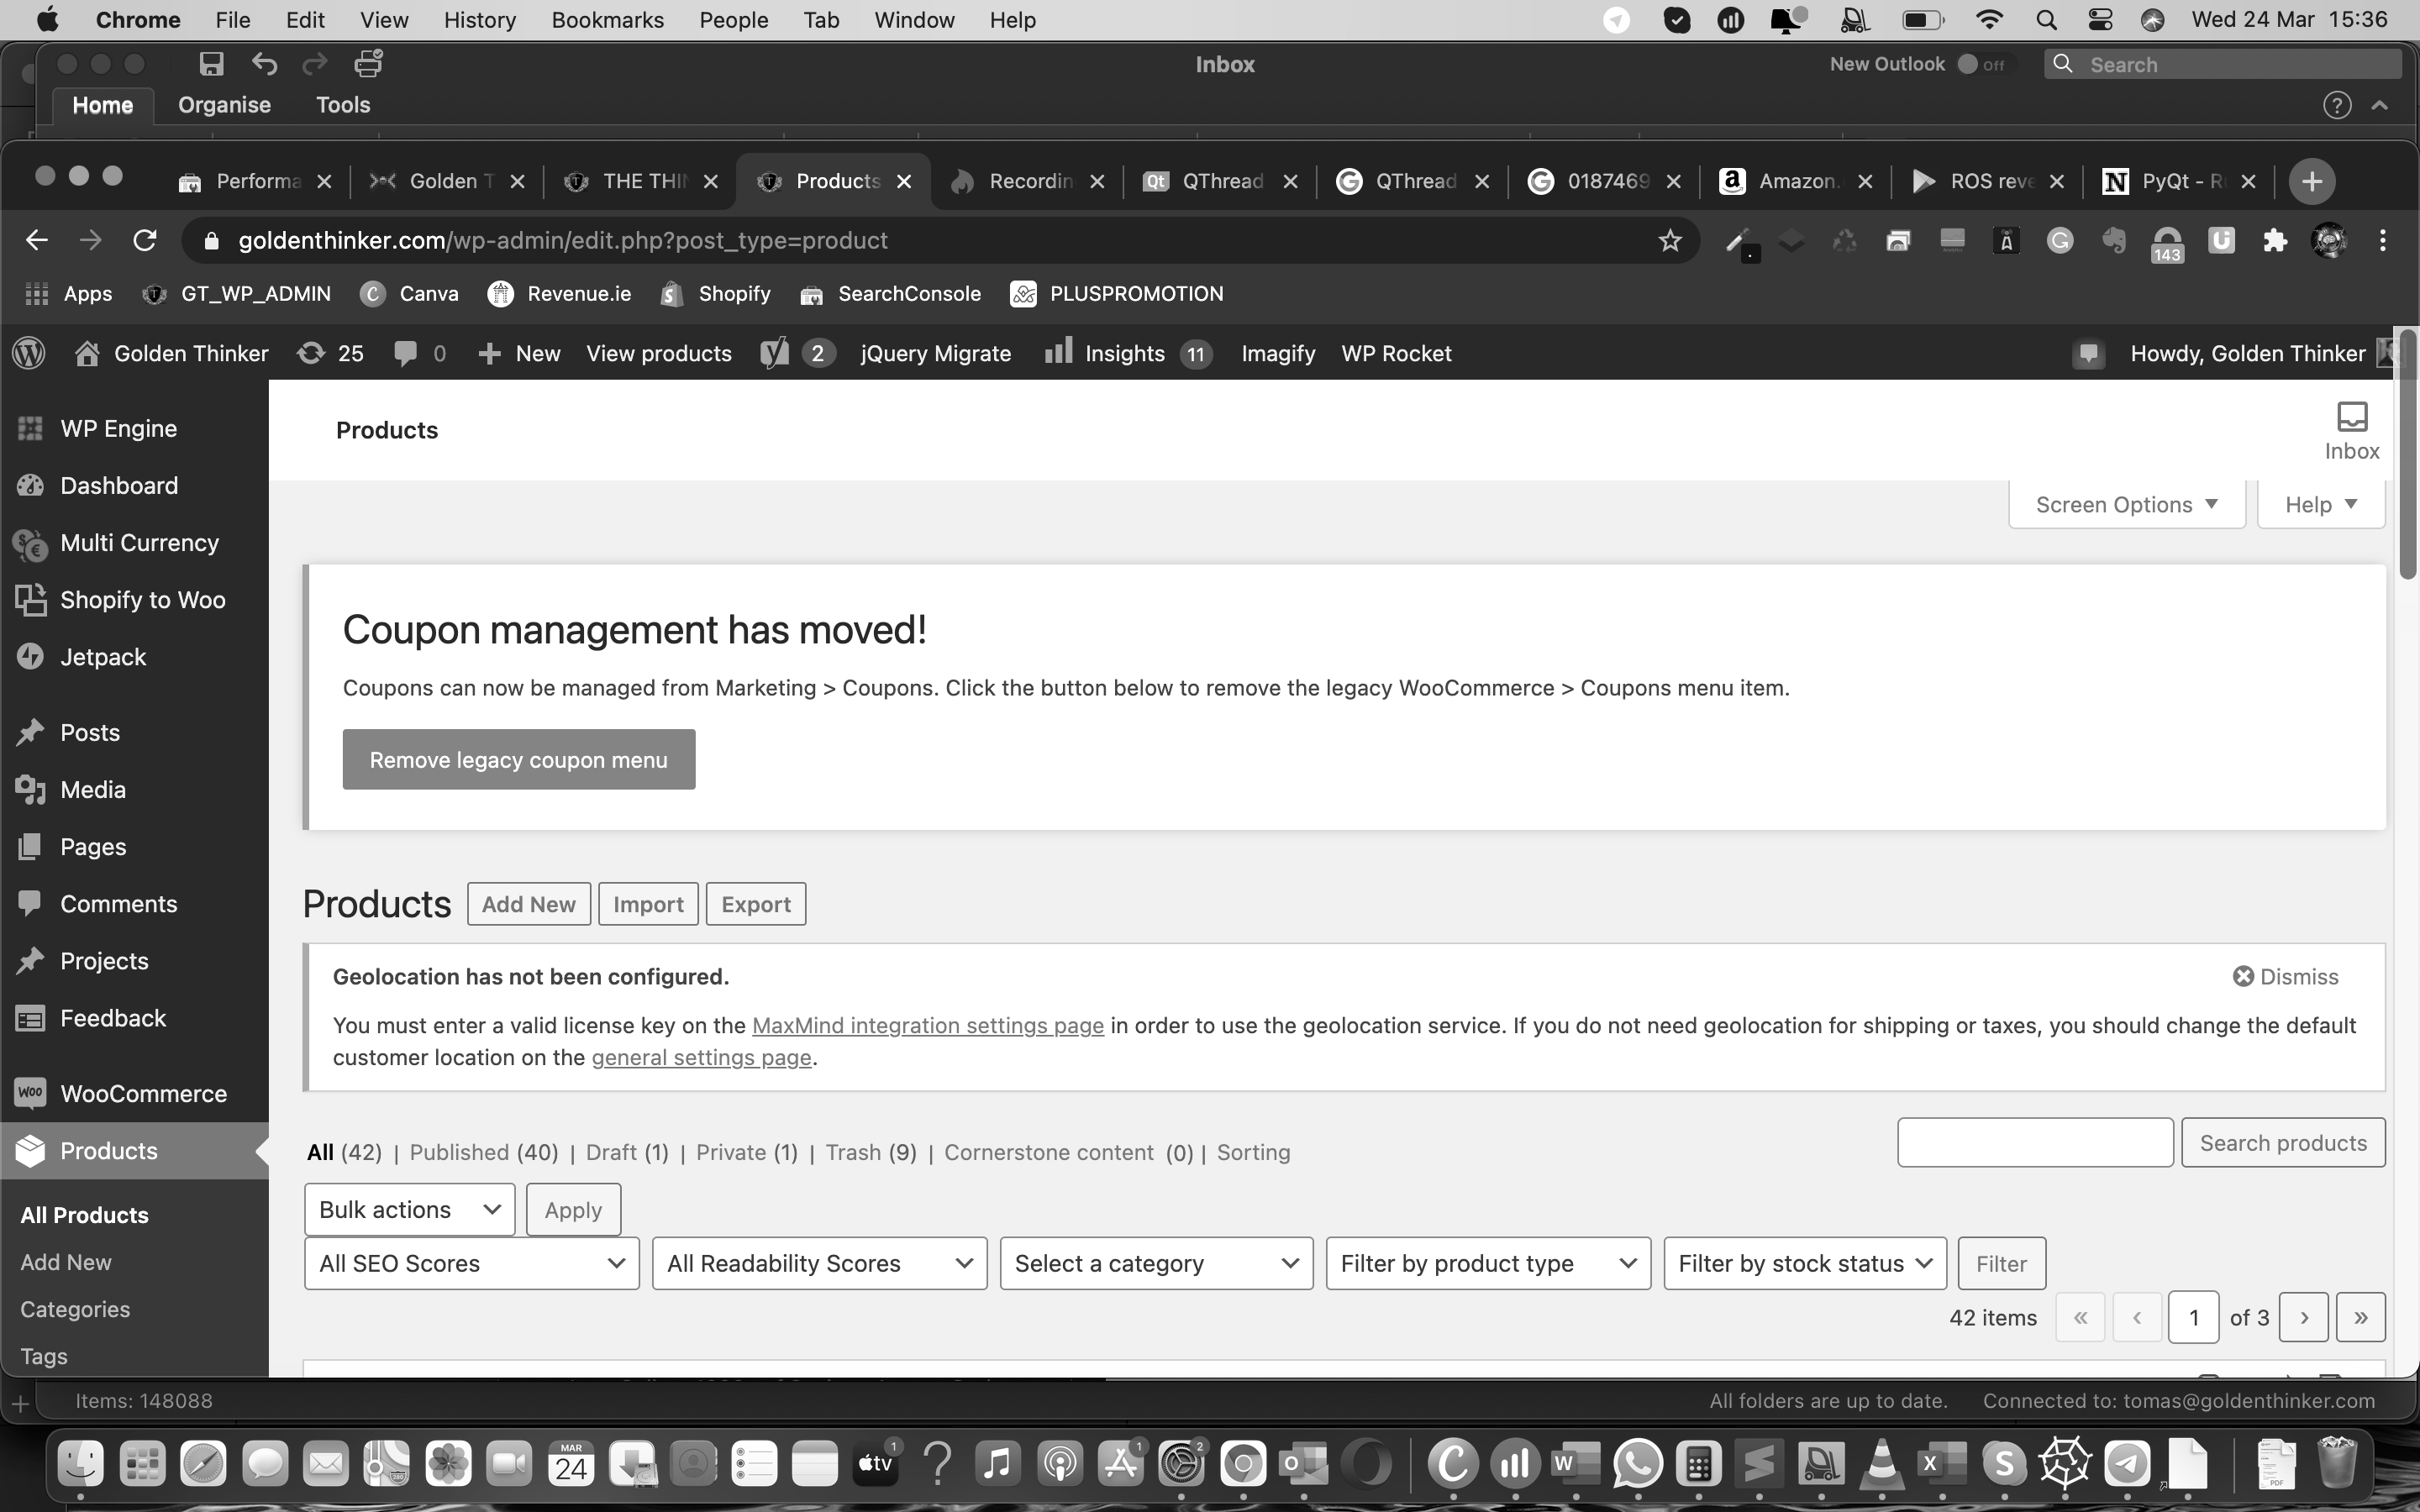 Chrome File Edit View History Bookmarks People Tab Window Help Wed 24 Mar 15:36
Inbox New Outlook Off Search
Home Organise Tools
Performa Golden T THE THIN Products Recordin QThread QThread 0187469 Amazon. ROS reve PyQt - R
goldenthinker.com/wp-admin/edit.php?post_type=product 143
Apps GT_WP_ADMIN Canva Revenue.ie Shopify SearchConsole PLUSPROMOTION
Golden Thinker 25 0 New View products 2 jQuery Migrate Insights 11 Imagify WP Rocket Howdy, Golden Thinker
WP Engine
Dashboard
Multi Currency
Shopify to Woo
Jetpack
Posts
Media
Pages
Comments
Projects
Feedback
WooCommerce
Products
All Products
Add New
Categories
Tags
Products
Inbox
Screen Options ▼ Help ▼
Coupon management has moved!
Coupons can now be managed from Marketing > Coupons. Click the button below to remove the legacy WooCommerce > Coupons menu item.
Remove legacy coupon menu
Products Add New Import Export
Geolocation has not been configured. Dismiss
You must enter a valid license key on the MaxMind integration settings page in order to use the geolocation service. If you do not need geolocation for shipping or taxes, you should change the default
customer location on the general settings page.
All (42) | Published (40) | Draft (1) | Private (1) | Trash (9) | Cornerstone content (0) | Sorting
Search products
Bulk actions Apply
All SEO Scores All Readability Scores Select a category Filter by product type Filter by stock status Filter
42 items « ‹ 1 of 3 › »
Items: 148088 All folders are up to date. Connected to: tomas@goldenthinker.com
MAR
24
tv 1 1 2
PDF